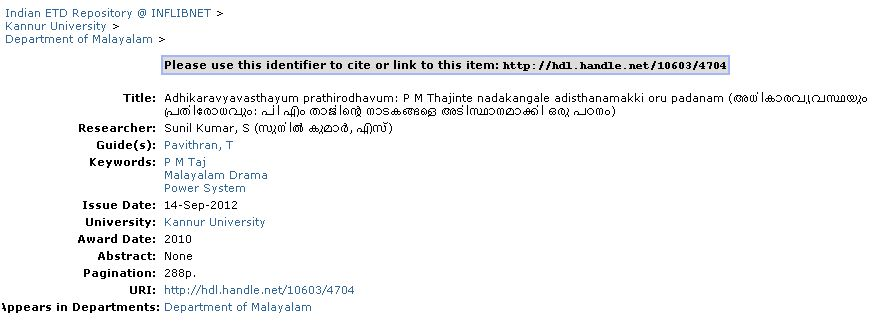 Indian ETD Repository @ INFLIBNET >
Kannur University >
Department of Malayalam >
Please use this identifier to cite or link to this item: http://hdl.handle.net/10603/4704
Title: Adhikaravyavasthayum prathirodhavum: P M Thajinte nadakangale adisthanamakki oru padanam (അധികാരവ്യവസ്ഥയും
പ്രതിരോധവും: പി എം താജിന്റെ നാടകങ്ങളെ അടിസ്ഥാനമാക്കി ഒരു പഠനം)
Researcher: Sunil Kumar, S (സുനിൽ കുമാർ, എസ്)
Guide(s): Pavithran, T
Keywords: P M Taj
Malayalam Drama
Power System
Issue Date: 14-Sep-2012
University: Kannur University
Award Date: 2010
Abstract: None
Pagination: 288p.
URI: http://hdl.handle.net/10603/4704
Appears in Departments: Department of Malayalam